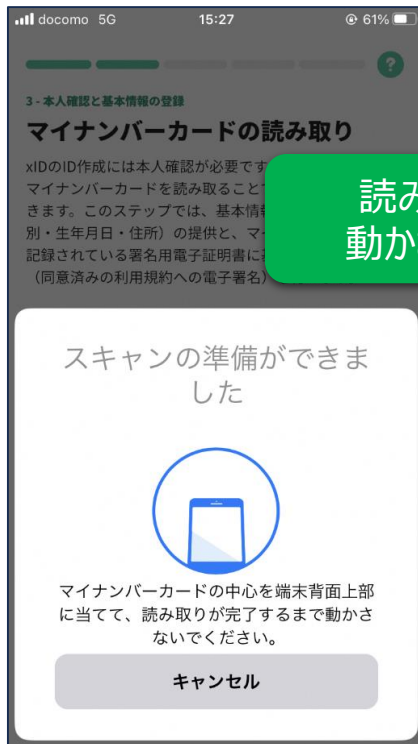 docomo 5G 15:27 61%
?
3 - 本人確認と基本情報の登録
マイナンバーカードの読み取り
xIDのID作成には本人確認が必要です
マイナンバーカードを読み取ること
きます。このステップでは、基本情
別・生年月日・住所）の提供と、マ
記録されている署名用電子証明書に
（同意済みの利用規約への電子署名）
読み
動か
スキャンの準備ができま
した
マイナンバーカードの中心を端末背面上部
に当てて、読み取りが完了するまで動かさ
ないでください。
キャンセル